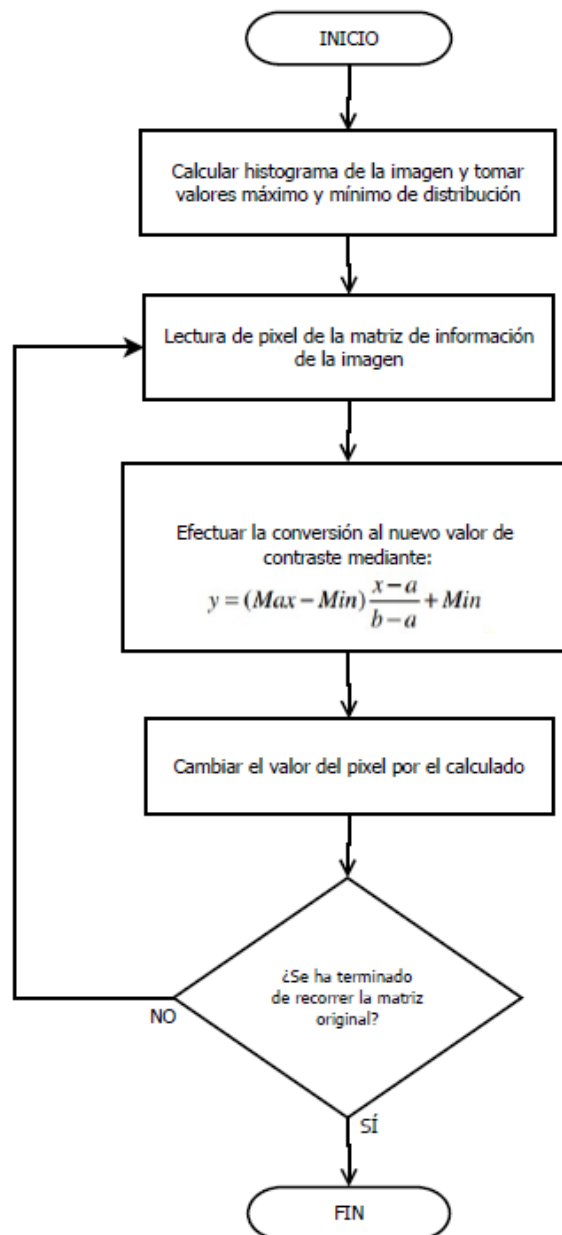 INICIO
Calcular histograma de la imagen y tomar
valores máximo y mínimo de distribución
Lectura de pixel de la matriz de información
de la imagen
Efectuar la conversión al nuevo valor de
contraste mediante:
y = (Max − Min) (x − a)/(b − a) + Min
Cambiar el valor del pixel por el calculado
¿Se ha terminado
de recorrer la matriz
original?
NO
SÍ
FIN